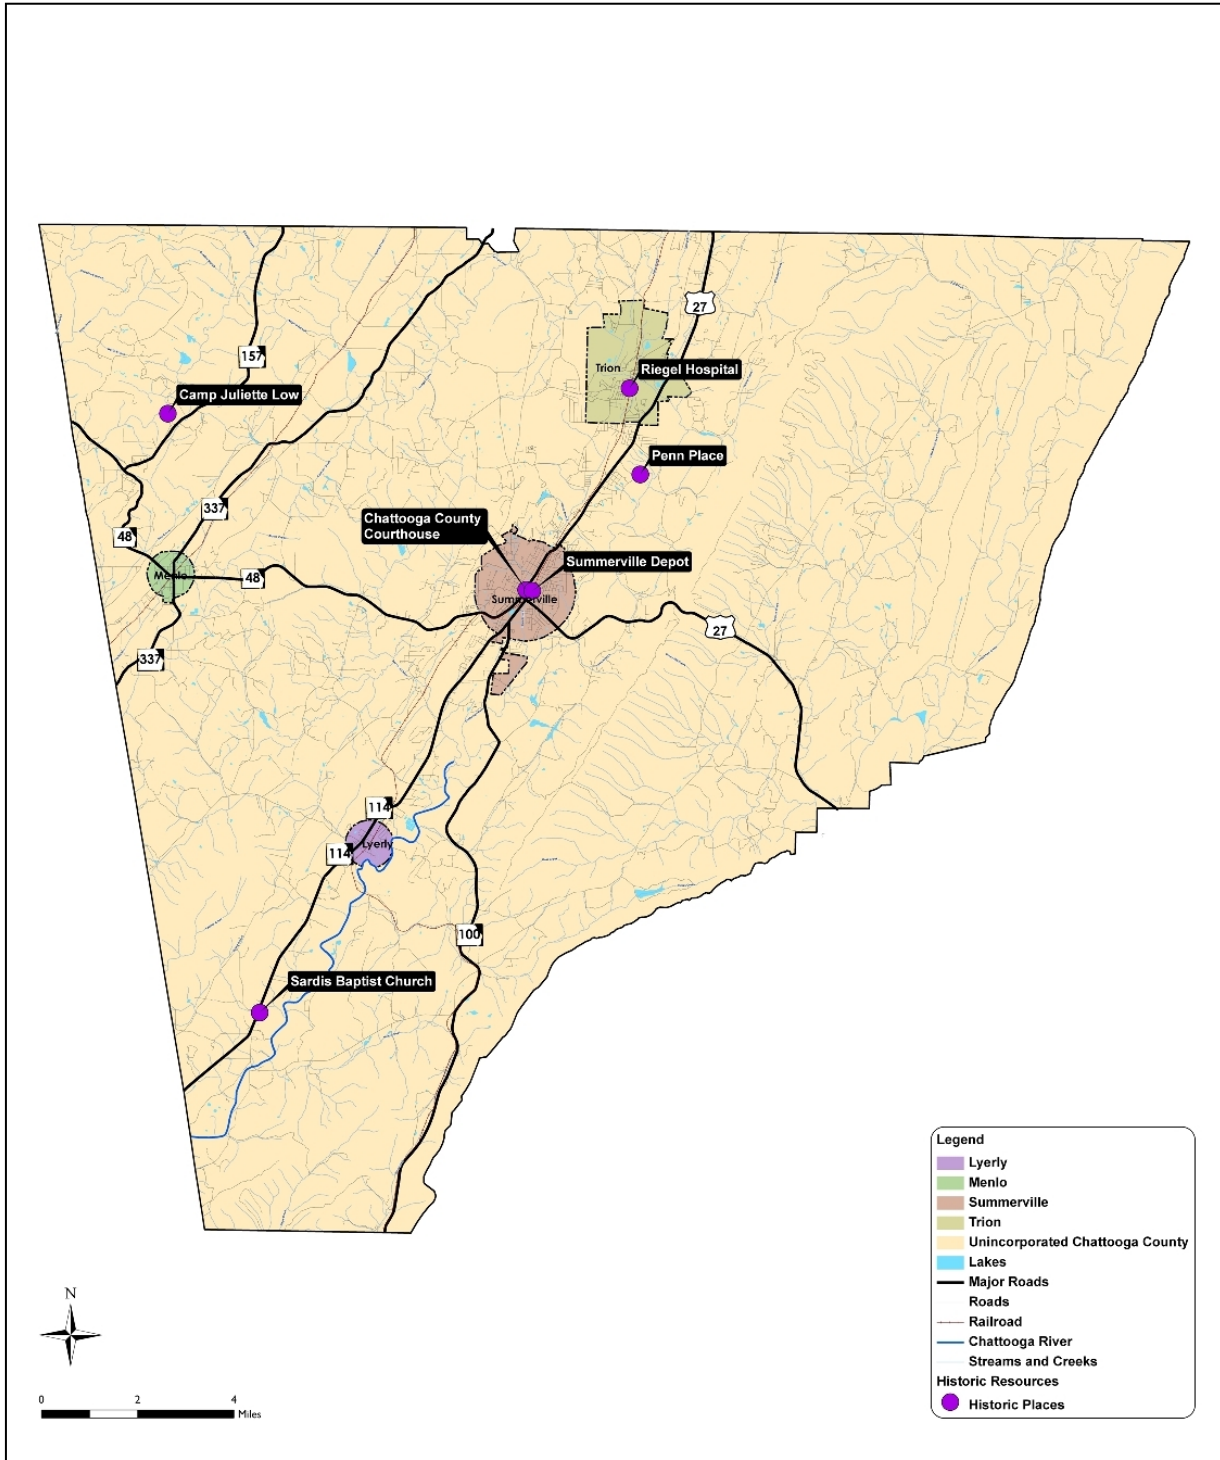 27
Trion
Riegel Hospital
157
Camp Juliette Low
Penn Place
337
Chattooga County
Courthouse
48
Summerville Depot
Menlo
48
Summerville
27
337
114
Lyerly
114
100
Sardis Baptist Church
Legend
Lyerly
Menlo
Summerville
Trion
Unincorporated Chattooga County
Lakes
Major Roads
Roads
Railroad
Chattooga River
Streams and Creeks
Historic Resources
Historic Places
N
0 2 4
Miles